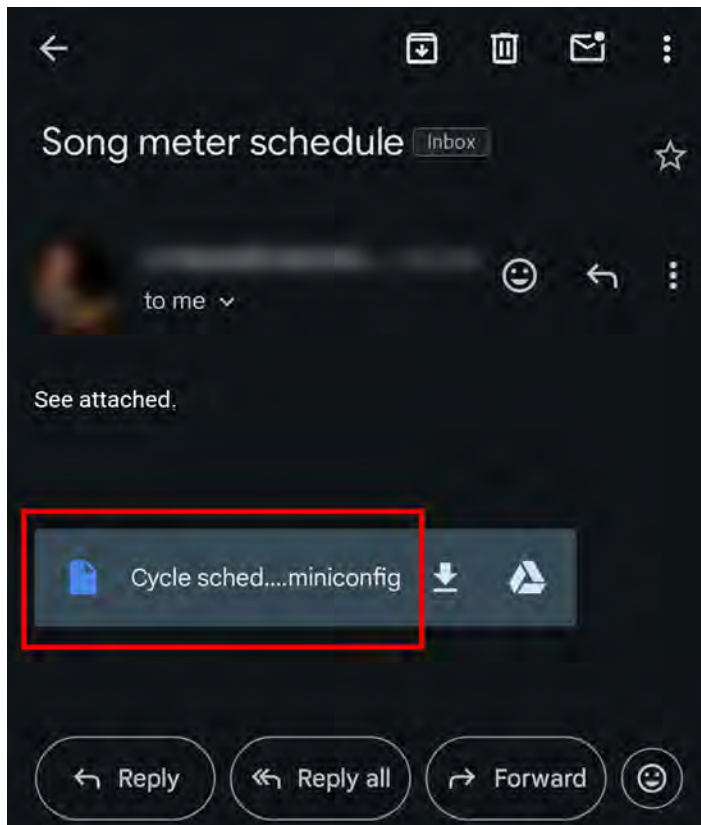 Song meter schedule Inbox
to me
See attached.
Cycle sched....miniconfig
Reply Reply all Forward